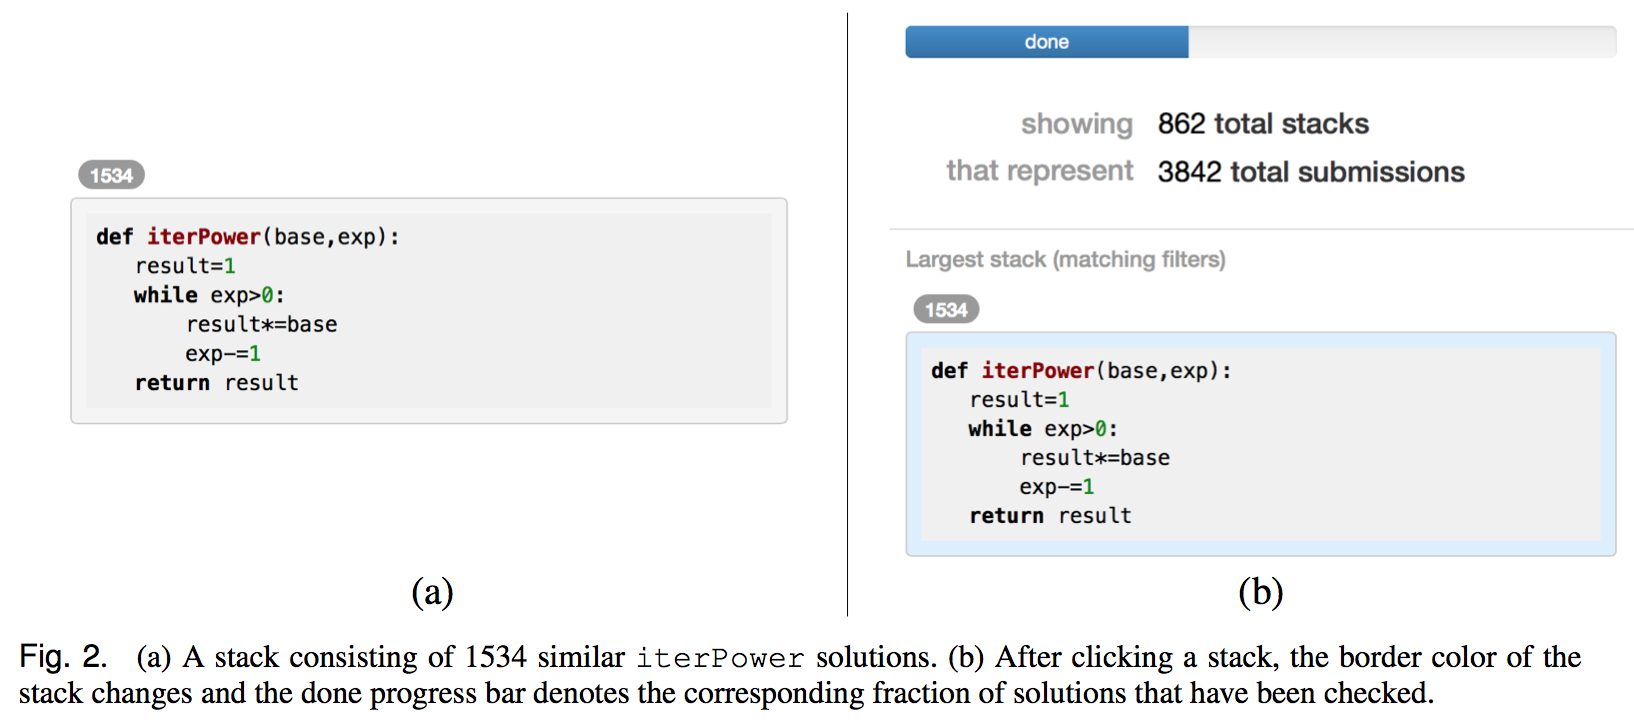 1534
def iterPower(base,exp):
    result=1
    while exp>0:
        result*=base
        exp-=1
    return result
(a)
done
showing 862 total stacks
that represent 3842 total submissions
Largest stack (matching filters)
1534
def iterPower(base,exp):
    result=1
    while exp>0:
        result*=base
        exp-=1
    return result
(b)
Fig. 2. (a) A stack consisting of 1534 similar iterPower solutions. (b) After clicking a stack, the border color of the
stack changes and the done progress bar denotes the corresponding fraction of solutions that have been checked.